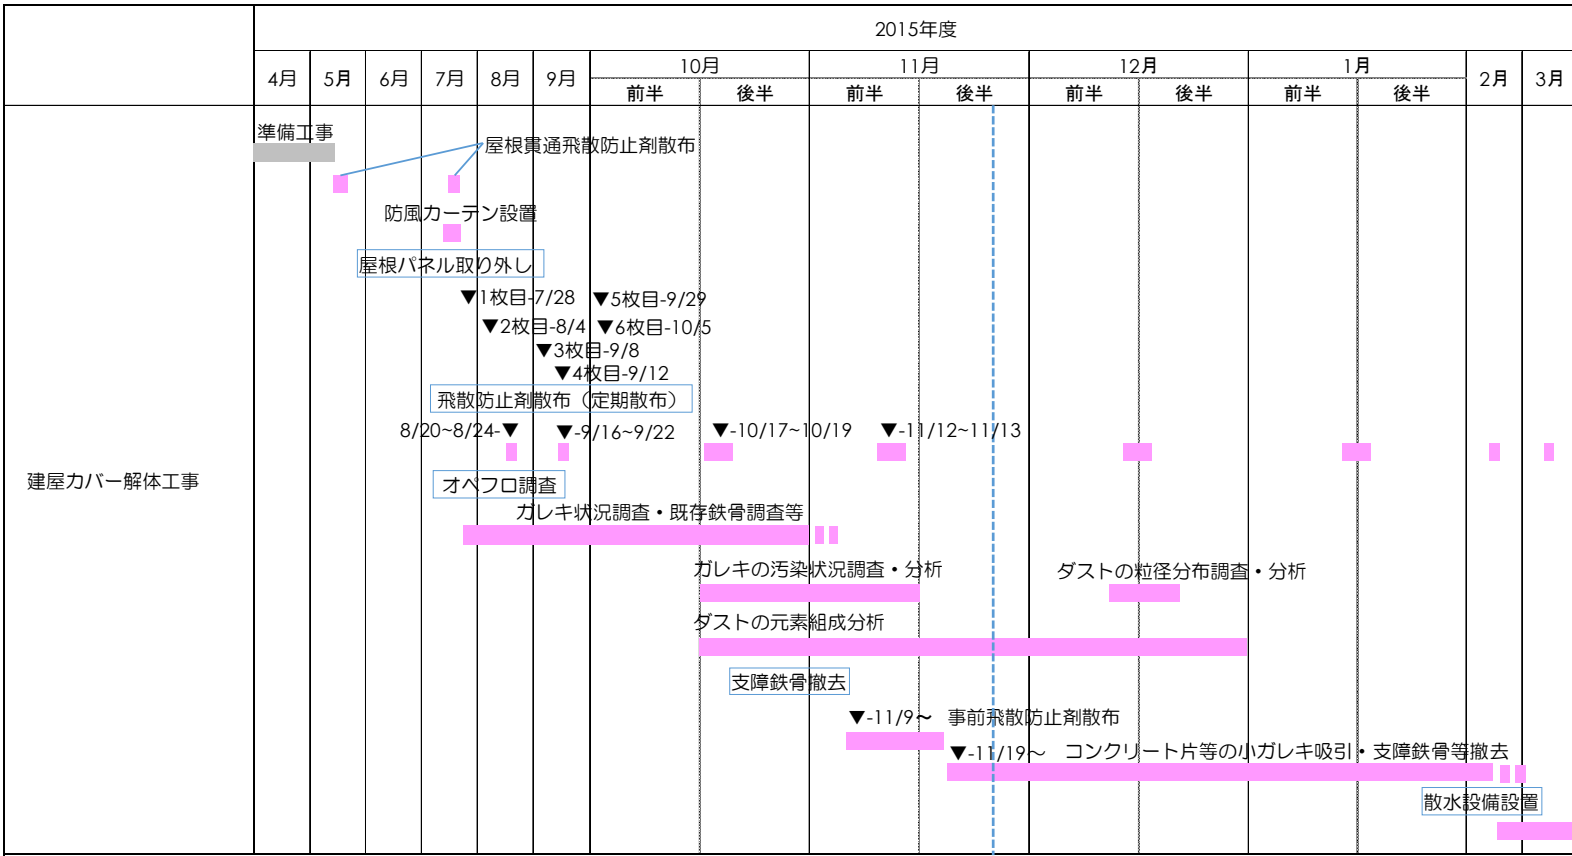 2015年度
4月 5月 6月 7月 8月 9月 10月 11月 12月 1月 2月 3月
前半 後半 前半 後半 前半 後半 前半 後半
建屋カバー解体工事
準備工事
屋根貫通飛散防止剤散布
防風カーテン設置
屋根パネル取り外し
▼1枚目-7/28 ▼5枚目-9/29
▼2枚目-8/4 ▼6枚目-10/5
▼3枚目-9/8
▼4枚目-9/12
飛散防止剤散布（定期散布）
8/20~8/24-▼ ▼-9/16~9/22 ▼-10/17~10/19 ▼-11/12~11/13
オペフロ調査
ガレキ状況調査・既存鉄骨調査等
ガレキの汚染状況調査・分析 ダストの粒径分布調査・分析
ダストの元素組成分析
支障鉄骨撤去
▼-11/9～ 事前飛散防止剤散布
▼-11/19～ コンクリート片等の小ガレキ吸引・支障鉄骨等撤去
散水設備設置